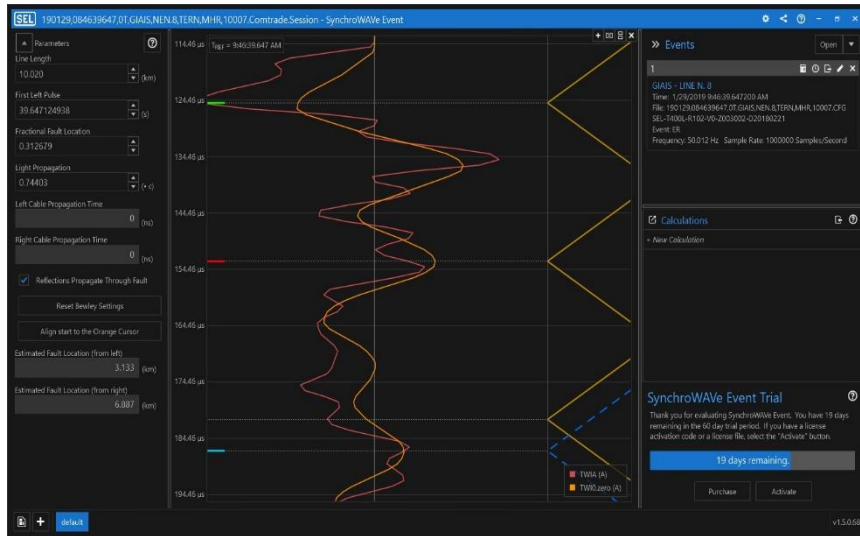 SEL 190129,084639647,0T,GIAIS,NEN.8,TERN,MHR,10007.Comtrade.Session - SynchroWAVe Event
Parameters
Line Length
10.020 (km)
First Left Pulse
39.647124938 (s)
Fractional Fault Location
0.312679
Light Propagation
0.74403 (• c)
Left Cable Propagation Time
0 (ns)
Right Cable Propagation Time
0 (ns)
Reflections Propagate Through Fault
Reset Bewley Settings
Align start to the Orange Cursor
Estimated Fault Location (from left)
3.133 (km)
Estimated Fault Location (from right)
6.887 (km)
default
TREF = 9:46:39.647 AM
114.46 µs
124.46 µs
134.46 µs
144.46 µs
154.46 µs
164.46 µs
174.46 µs
184.46 µs
194.46 µs
TWIA (A)
TWI0.zero (A)
Events
Open
1
GIAIS - LINE N. 8
Time: 1/29/2019 9:46:39.647200 AM
File: 190129,084639647,0T,GIAIS,NEN.8,TERN,MHR,10007.CFG
SEL-T400L-R102-V0-Z003002-D20180221
Event: ER
Frequency: 50.012 Hz Sample Rate: 1000000 Samples/Second
Calculations
+ New Calculation
SynchroWAVe Event Trial
Thank you for evaluating SynchroWAVe Event. You have 19 days
remaining in the 60 day trial period. If you have a license
activation code or a license file, select the "Activate" button.
19 days remaining.
Purchase
Activate
v1.5.0.68